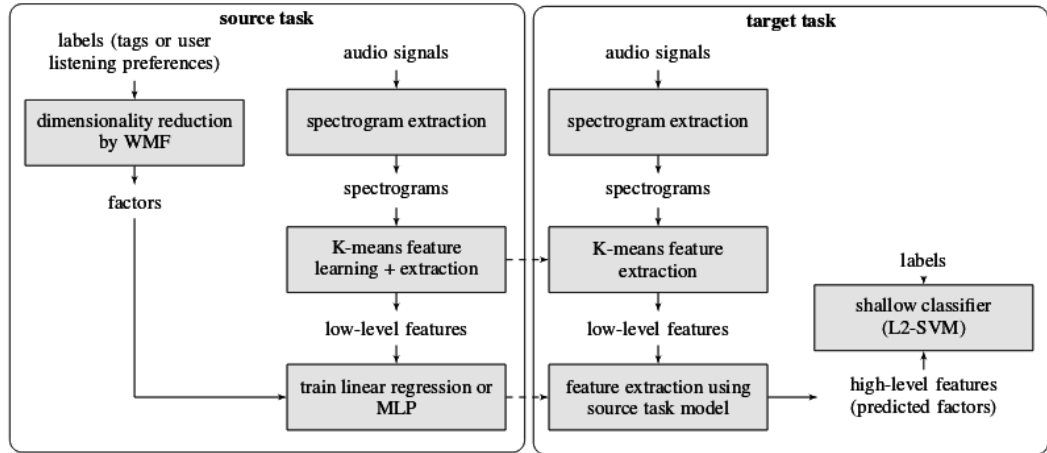 source task
labels (tags or user
listening preferences)
dimensionality reduction
by WMF
factors
audio signals
spectrogram extraction
spectrograms
K-means feature
learning + extraction
low-level features
train linear regression or
MLP
target task
audio signals
spectrogram extraction
spectrograms
K-means feature
extraction
low-level features
feature extraction using
source task model
labels
shallow classifier
(L2-SVM)
high-level features
(predicted factors)